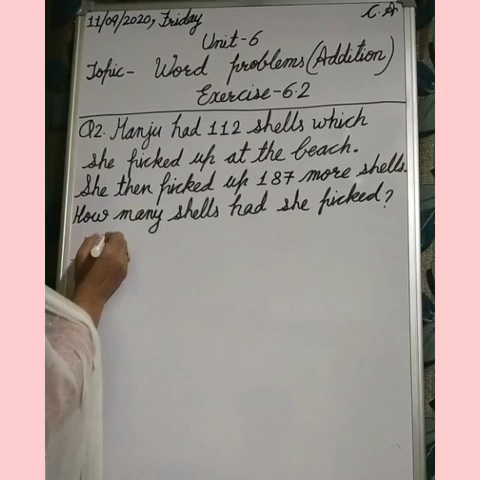 11/09/2020, Friday
C.A
Unit-6
Topic- Word problems (Addition)
Exercise-6.2
Q2. Manju had 112 shells which
she picked up at the beach.
She then picked up 187 more shells.
How many shells had she picked?